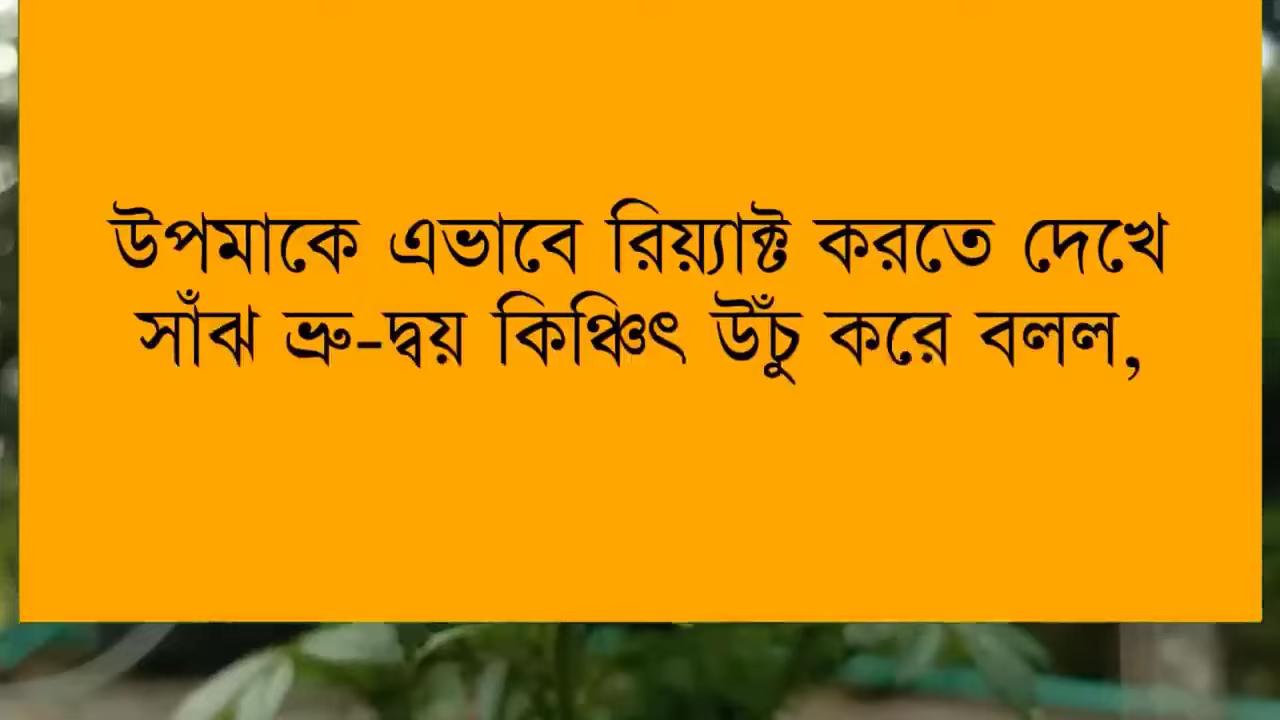 উপমাকে এভাবে রিয়্যাক্ট করতে দেখে
সাঁঝ ভ্রু-দ্বয় কিঞ্চিৎ উঁচু করে বলল,